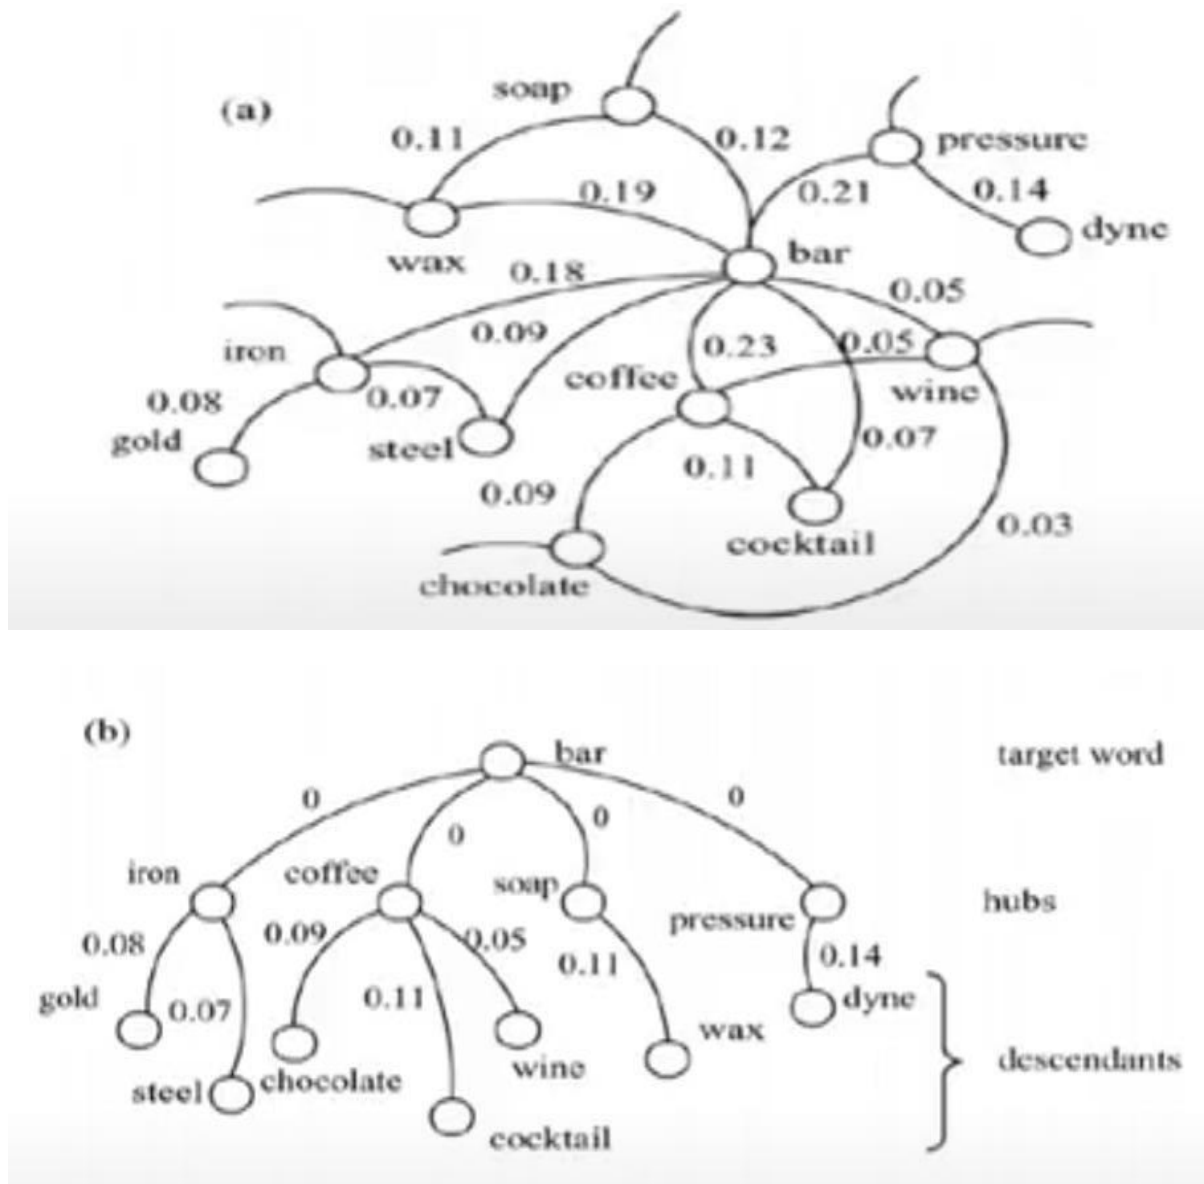 (a)
soap
0.11
0.12
pressure
0.19
0.21
0.14
dyne
wax
bar
0.18
0.05
iron
0.09
0.23
0.05
coffee
wine
0.08
0.07
gold
steel
0.07
0.11
0.09
0.03
cocktail
chocolate
(b)
bar
target word
0
0
0
0
iron
coffee
soap
pressure
hubs
0.08
0.09
0.05
0.11
0.14
gold
0.07
0.11
dyne
wax
steel
chocolate
wine
descendants
cocktail